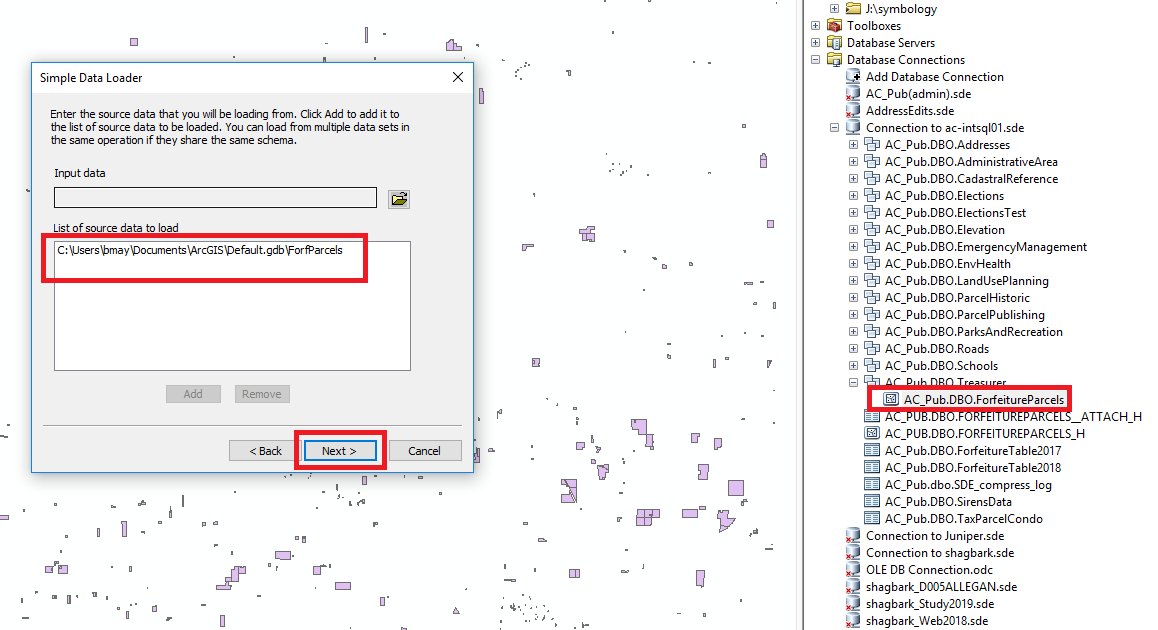 Simple Data Loader
Enter the source data that you will be loading from. Click Add to add it to
the list of source data to be loaded. You can load from multiple data sets in
the same operation if they share the same schema.
Input data
List of source data to load
C:\Users\bmay\Documents\ArcGIS\Default.gdb\ForfParcels
Add
Remove
< Back
Next >
Cancel
J:\symbology
Toolboxes
Database Servers
Database Connections
Add Database Connection
AC_Pub(admin).sde
AddressEdits.sde
Connection to ac-intsql01.sde
AC_Pub.DBO.Addresses
AC_Pub.DBO.AdministrativeArea
AC_Pub.DBO.CadastralReference
AC_Pub.DBO.Elections
AC_Pub.DBO.ElectionsTest
AC_Pub.DBO.Elevation
AC_Pub.DBO.EmergencyManagement
AC_Pub.DBO.EnvHealth
AC_Pub.DBO.LandUsePlanning
AC_Pub.DBO.ParcelHistoric
AC_Pub.DBO.ParcelPublishing
AC_Pub.DBO.ParksAndRecreation
AC_Pub.DBO.Roads
AC_Pub.DBO.Schools
AC_Pub.DBO.Treasurer
AC_Pub.DBO.ForfeitureParcels
AC_PUB.DBO.FORFEITUREPARCELS__ATTACH_H
AC_PUB.DBO.FORFEITUREPARCELS_H
AC_Pub.DBO.ForfeitureTable2017
AC_Pub.DBO.ForfeitureTable2018
AC_Pub.dbo.SDE_compress_log
AC_Pub.DBO.SirensData
AC_Pub.DBO.TaxParcelCondo
Connection to Juniper.sde
Connection to shagbark.sde
OLE DB Connection.odc
shagbark_D005ALLEGAN.sde
shagbark_Study2019.sde
shagbark_Web2018.sde